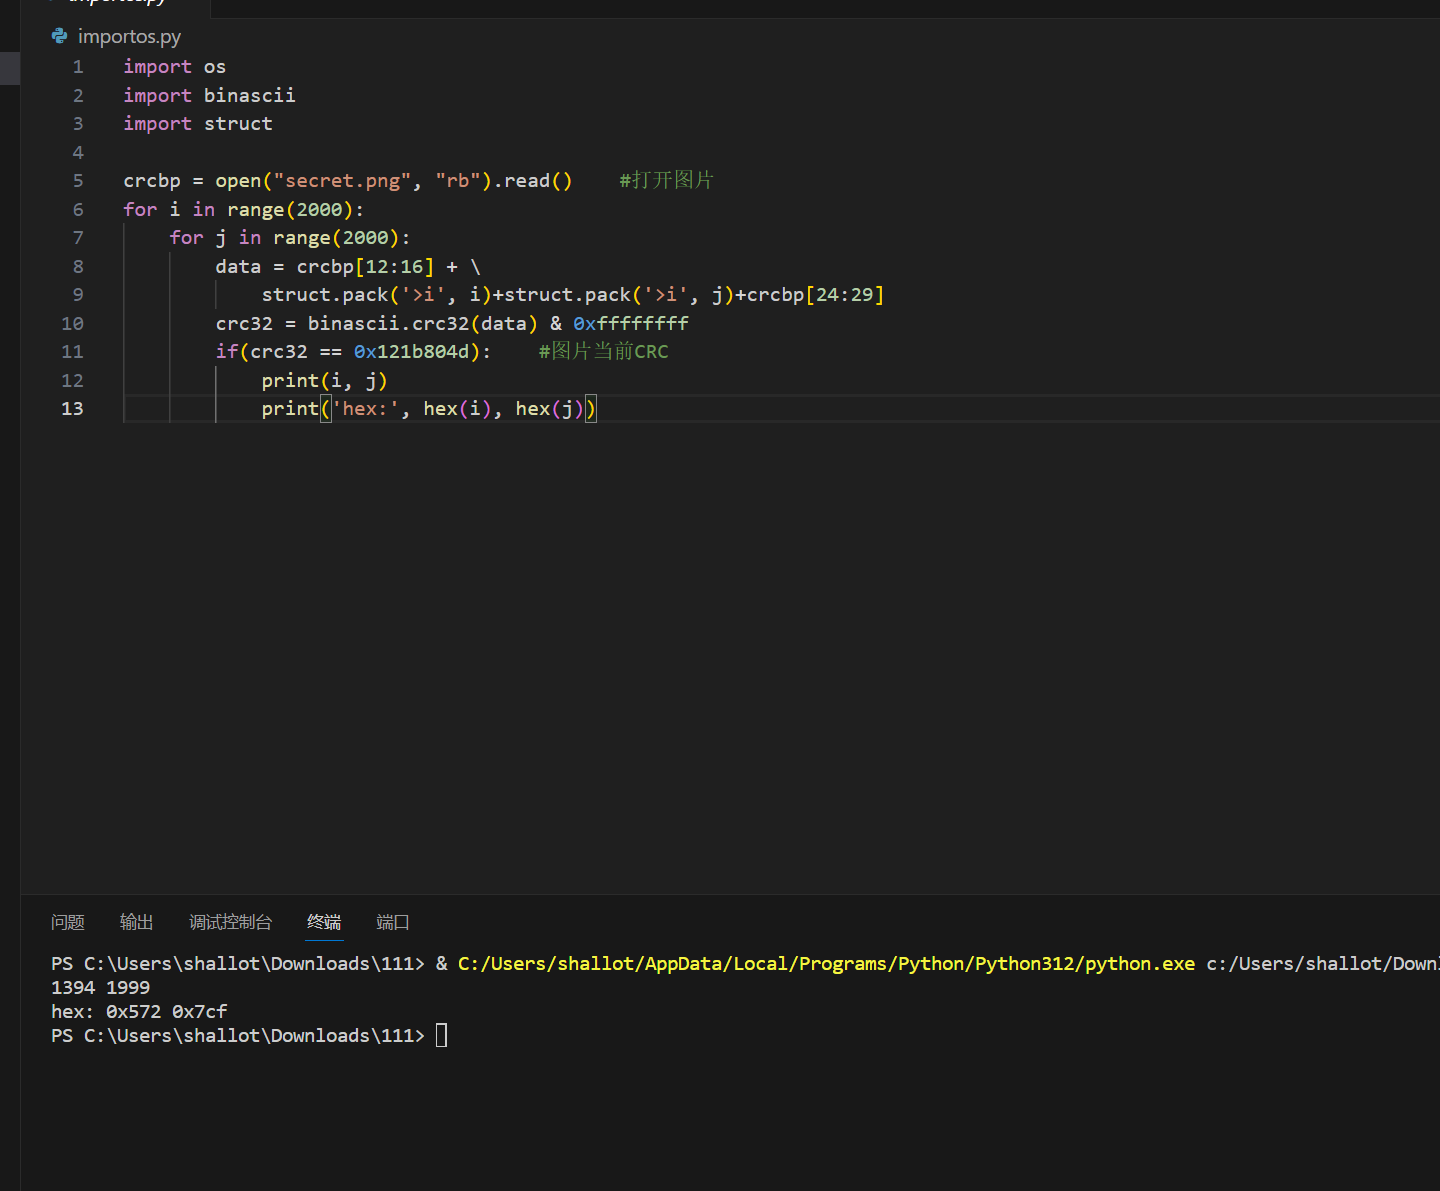 importos.py
importos.py
1 import os
2 import binascii
3 import struct
4
5 crcbp = open("secret.png", "rb").read()    #打开图片
6 for i in range(2000):
7     for j in range(2000):
8         data = crcbp[12:16] + \
9             struct.pack('>i', i)+struct.pack('>i', j)+crcbp[24:29]
10         crc32 = binascii.crc32(data) & 0xffffffff
11         if(crc32 == 0x121b804d):    #图片当前CRC
12             print(i, j)
13             print('hex:', hex(i), hex(j))
问题 输出 调试控制台 终端 端口
PS C:\Users\shallot\Downloads\111> & C:/Users/shallot/AppData/Local/Programs/Python/Python312/python.exe c:/Users/shallot/Down
1394 1999
hex: 0x572 0x7cf
PS C:\Users\shallot\Downloads\111>